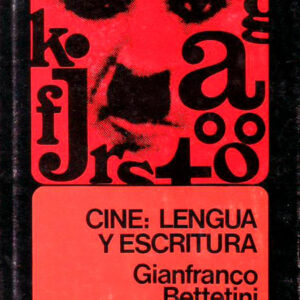 k a g
f J r s t o o
CINE: LENGUA
Y ESCRITURA
Gianfranco
Bettetini